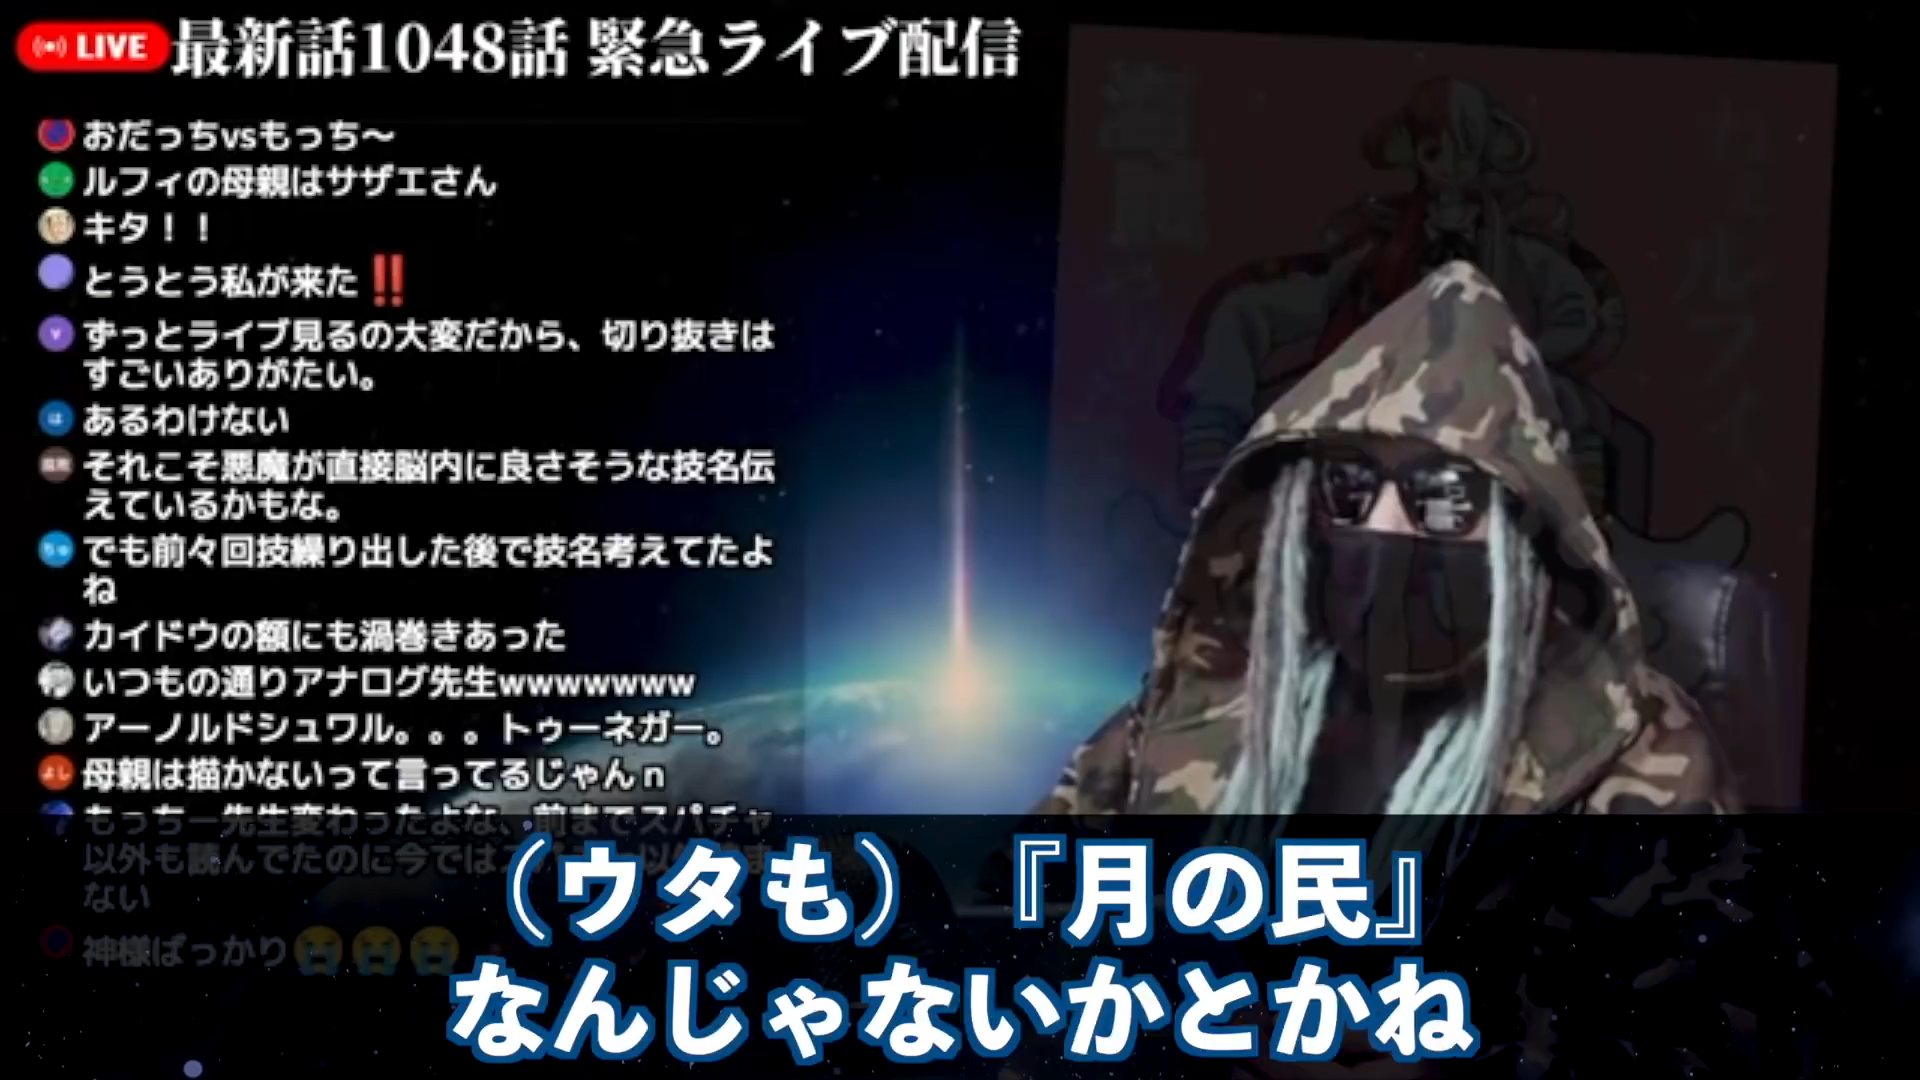 LIVE 最新話1048話 緊急ライブ配信
おだっちvsもっち～
ルフィの母親はサザエさん
キタ！！
とうとう私が来た‼
ずっとライブ見るの大変だから、切り抜きは
すごいありがたい。
あるわけない
それこそ悪魔が直接脳内に良さそうな技名伝
えているかもな。
でも前々回技繰り出した後で技名考えてたよ
ね
カイドウの額にも渦巻きあった
いつもの通りアナログ先生wwwwwww
アーノルドシュワル。。。トゥーネガー。
母親は描かないって言ってるじゃんｎ
もっちー先生変わったよな、前までスパチャ
以外も読んでたのに今では
ない
神様ばっかり😭😭😭
（ウタも）『月の民』
なんじゃないかとかね